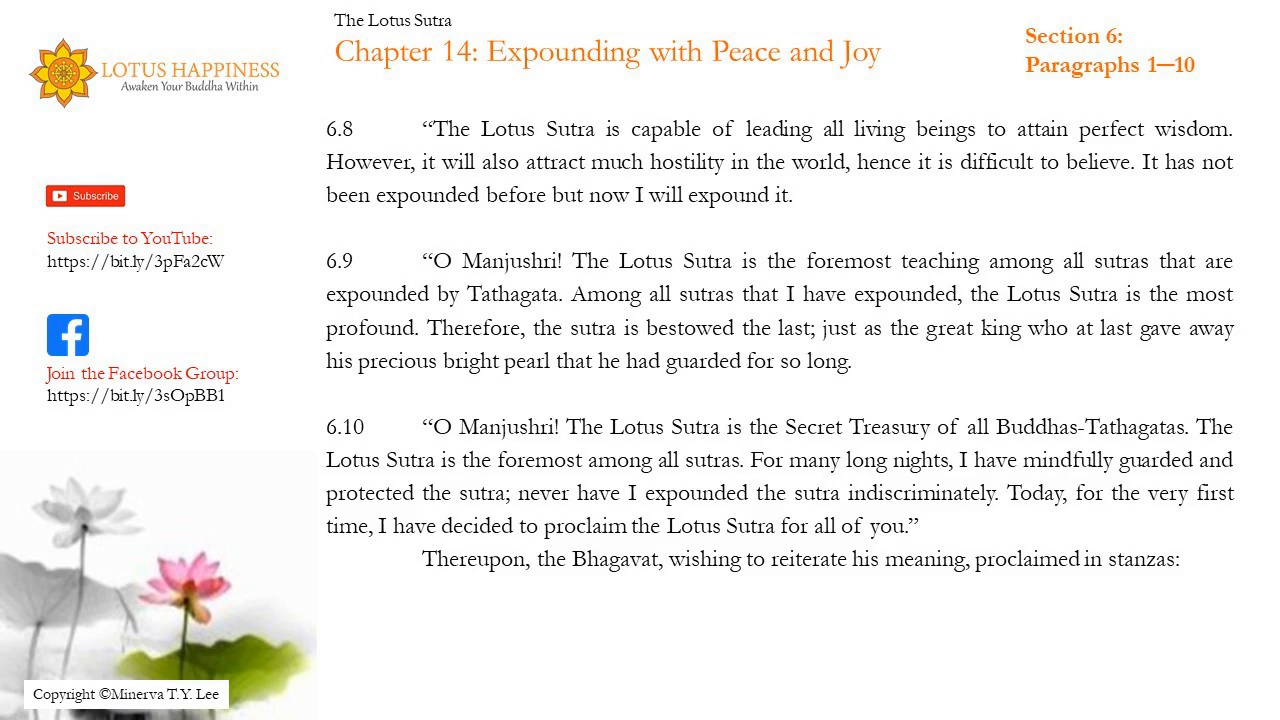 The Lotus Sutra
Chapter 14: Expounding with Peace and Joy
Section 6:
Paragraphs 1—10
LOTUS HAPPINESS
Awaken Your Buddha Within
Subscribe
Subscribe to YouTube:
https://bit.ly/3pFa2cW
Join the Facebook Group:
https://bit.ly/3sOpBB1
6.8 “The Lotus Sutra is capable of leading all living beings to attain perfect wisdom.
However, it will also attract much hostility in the world, hence it is difficult to believe. It has not
been expounded before but now I will expound it.
6.9 “O Manjushri! The Lotus Sutra is the foremost teaching among all sutras that are
expounded by Tathagata. Among all sutras that I have expounded, the Lotus Sutra is the most
profound. Therefore, the sutra is bestowed the last; just as the great king who at last gave away
his precious bright pearl that he had guarded for so long.
6.10 “O Manjushri! The Lotus Sutra is the Secret Treasury of all Buddhas-Tathagatas. The
Lotus Sutra is the foremost among all sutras. For many long nights, I have mindfully guarded and
protected the sutra; never have I expounded the sutra indiscriminately. Today, for the very first
time, I have decided to proclaim the Lotus Sutra for all of you.”
Thereupon, the Bhagavat, wishing to reiterate his meaning, proclaimed in stanzas:
Copyright ©Minerva T.Y. Lee